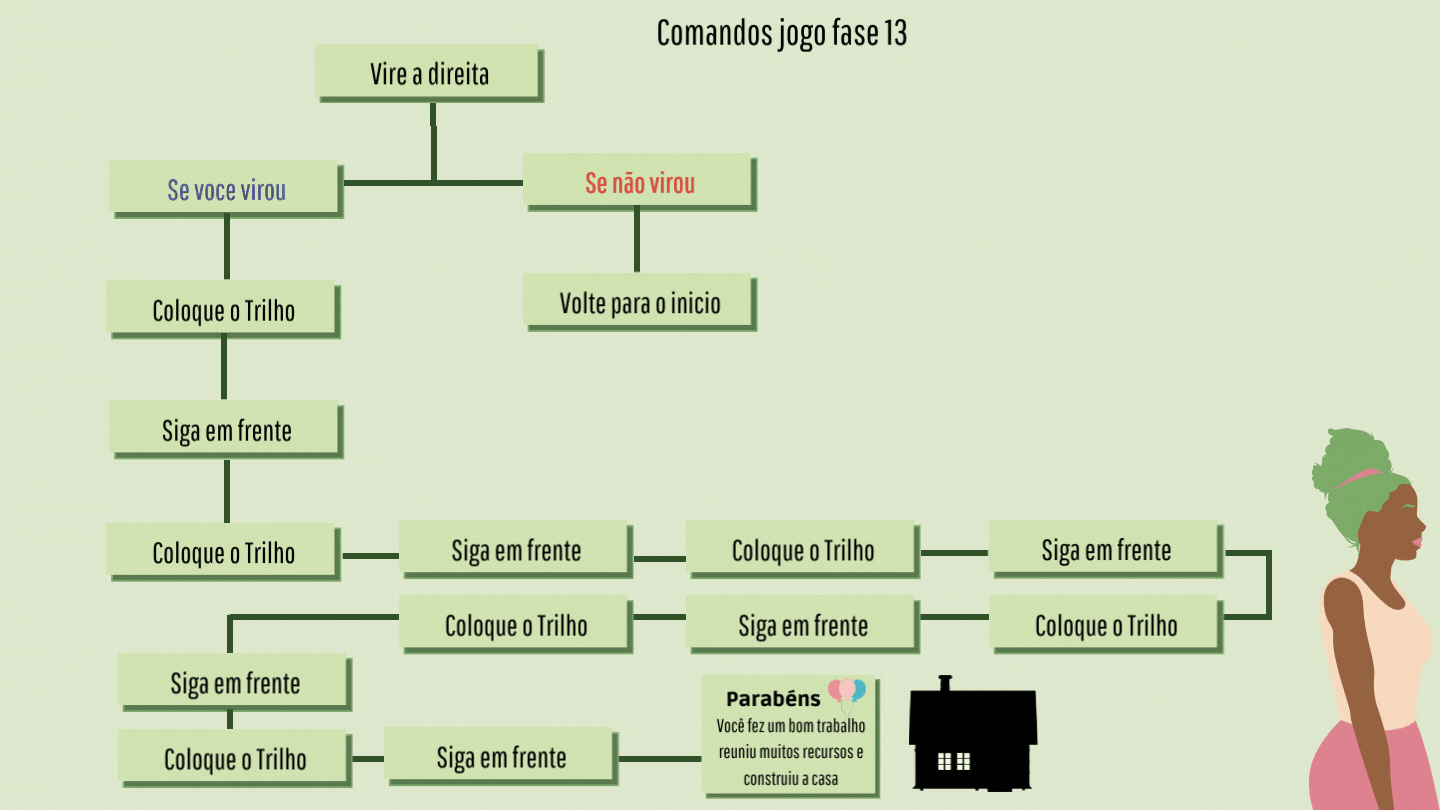 Comandos jogo fase 13
Vire a direita
Se voce virou
Se não virou
Coloque o Trilho
Volte para o inicio
Siga em frente
Coloque o Trilho
Siga em frente
Coloque o Trilho
Siga em frente
Coloque o Trilho
Siga em frente
Coloque o Trilho
Siga em frente
Coloque o Trilho
Siga em frente
Parabéns
Você fez um bom trabalho
reuniu muitos recursos e
construiu a casa